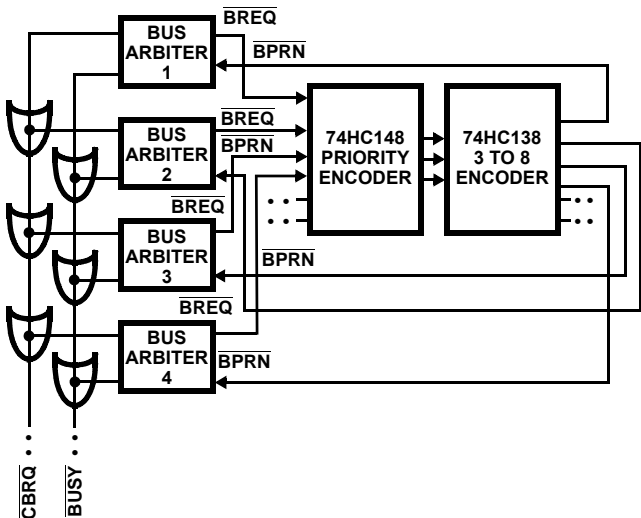 BREQ
BUS
ARBITER
1
BPRN
BREQ
BUS
ARBITER
2
BPRN
74HC148
PRIORITY
ENCODER
74HC138
3 TO 8
ENCODER
BREQ
BUS
ARBITER
3
BPRN
BREQ
BUS
ARBITER
4
BPRN
CBRQ
BUSY